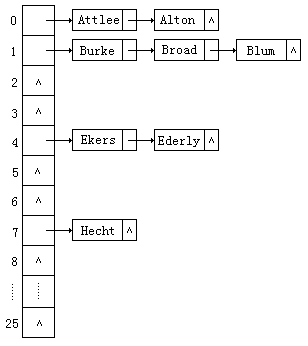 0 Attlee Alton ^
1 Burke Broad Blum ^
2 ^
3 ^
4 Ekers Ederly ^
5 ^
6 ^
7 Hecht ^
8 ^
⋮ ⋮
25 ^